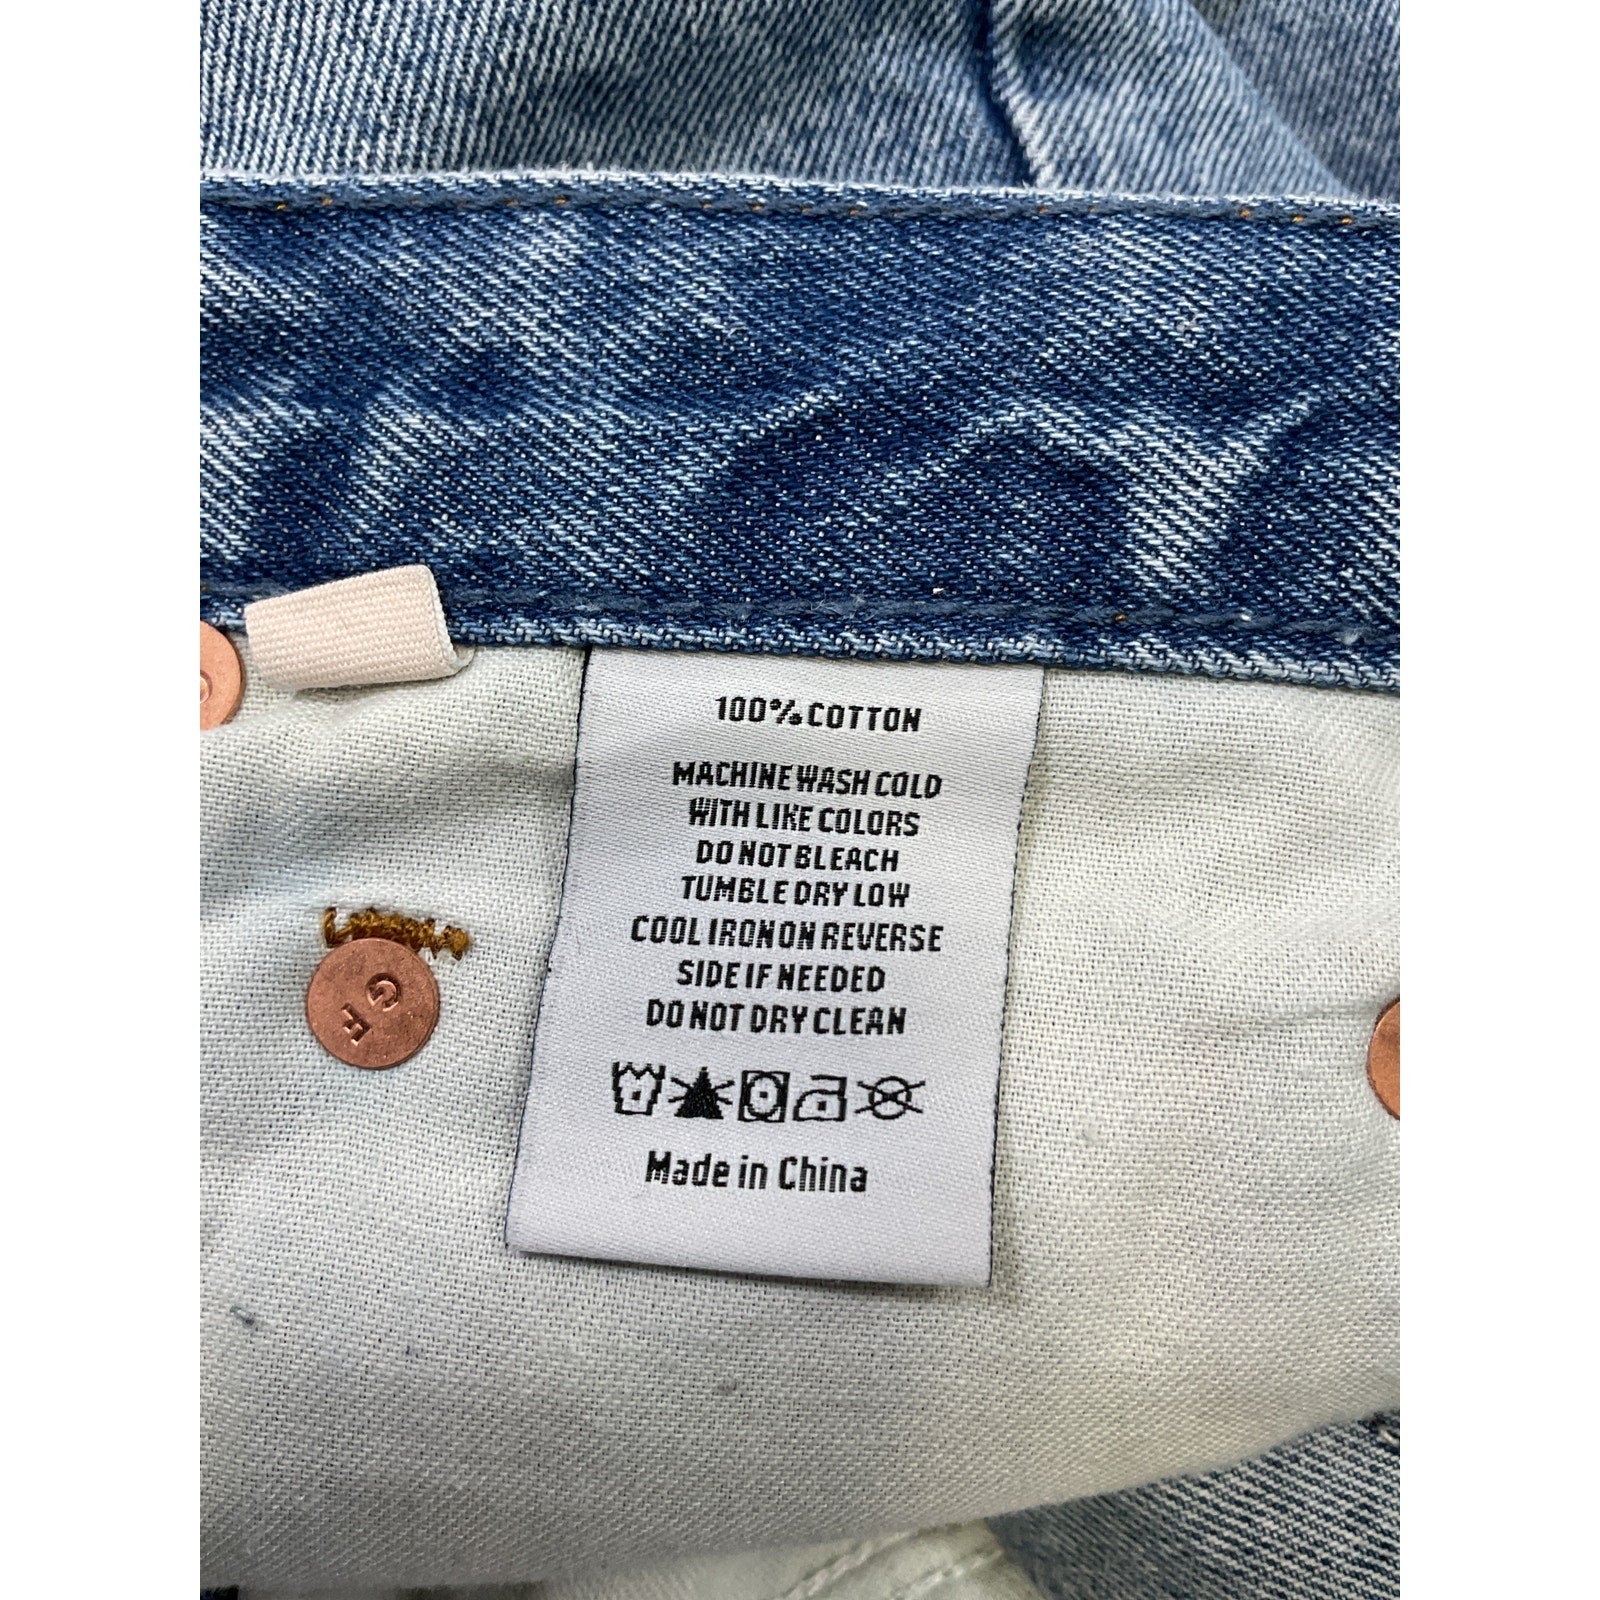 100% COTTON
MACHINE WASH COLD
WITH LIKE COLORS
DO NOT BLEACH
TUMBLE DRY LOW
COOL IRON ON REVERSE
SIDE IF NEEDED
DO NOT DRY CLEAN
Made in China
G
F